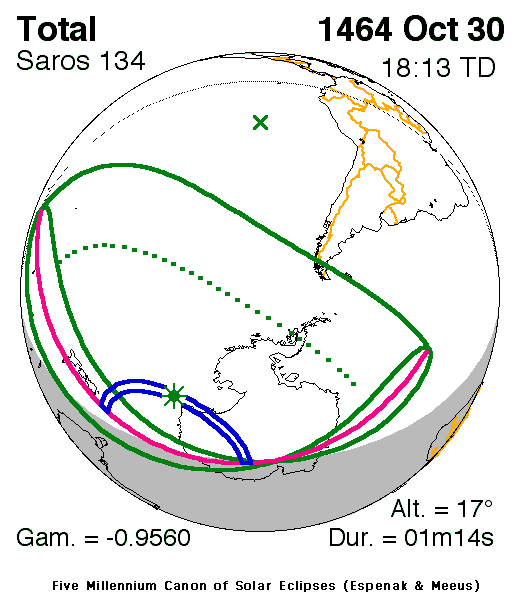 Total
1464 Oct 30
Saros 134
18:13 TD
Alt. = 17°
Gam. = -0.9560
Dur. = 01m14s
Five Millennium Canon of Solar Eclipses (Espenak & Meeus)